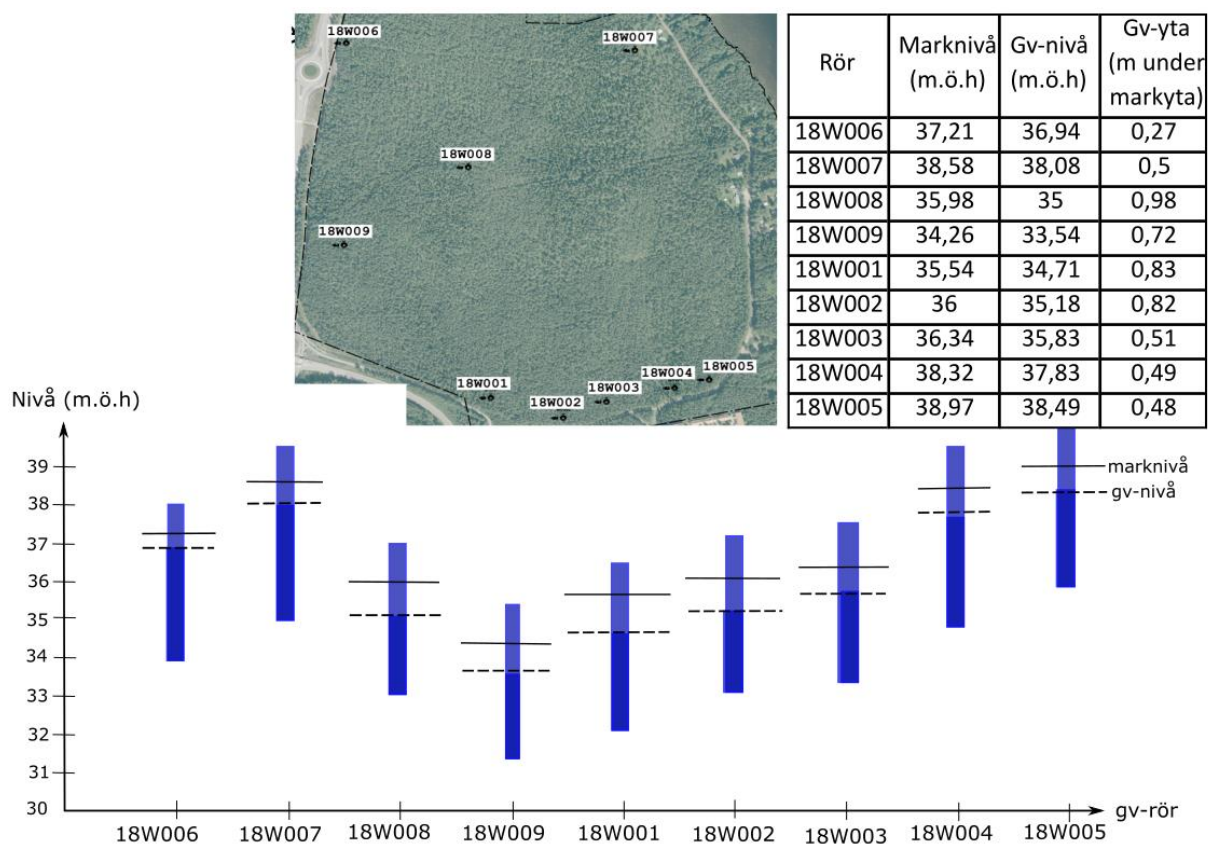 18W006
18W007
18W008
18W009
18W001
18W002
18W003
18W004
18W005
Rör
Marknivå
(m.ö.h)
Gv-nivå
(m.ö.h)
Gv-yta
(m under
markyta)
18W006 37,21 36,94 0,27
18W007 38,58 38,08 0,5
18W008 35,98 35 0,98
18W009 34,26 33,54 0,72
18W001 35,54 34,71 0,83
18W002 36 35,18 0,82
18W003 36,34 35,83 0,51
18W004 38,32 37,83 0,49
18W005 38,97 38,49 0,48
Nivå (m.ö.h)
39
38
37
36
35
34
33
32
31
30
marknivå
gv-nivå
18W006 18W007 18W008 18W009 18W001 18W002 18W003 18W004 18W005
gv-rör